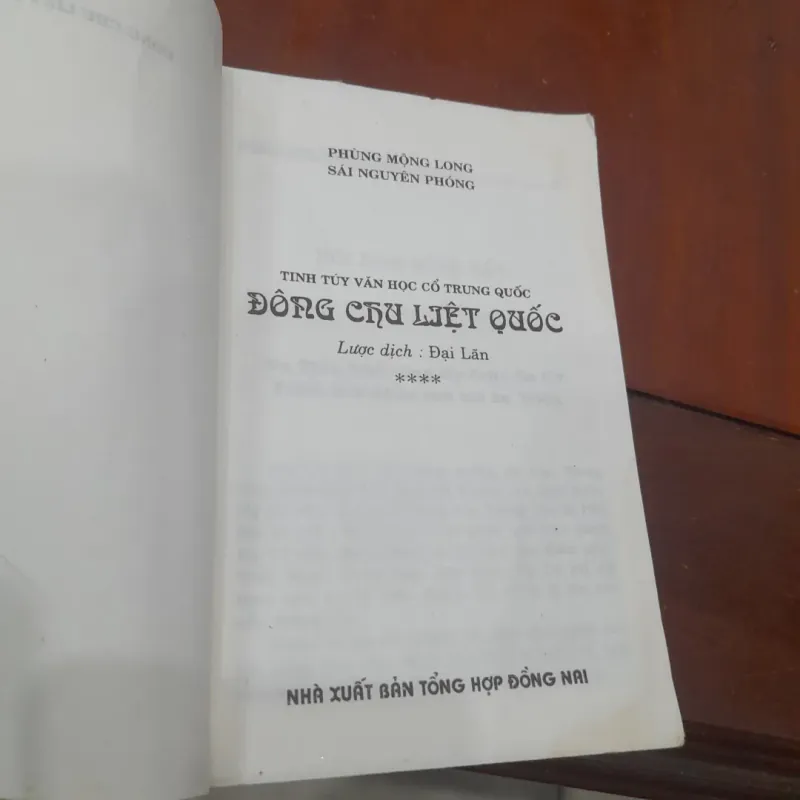 PHÙNG MỘNG LONG
SÁI NGUYÊN PHÓNG
TINH TÚY VĂN HỌC CỔ TRUNG QUỐC
ĐÔNG CHU LIỆT QUỐC
Lược dịch : Đại Lãn
****
NHÀ XUẤT BẢN TỔNG HỢP ĐỒNG NAI